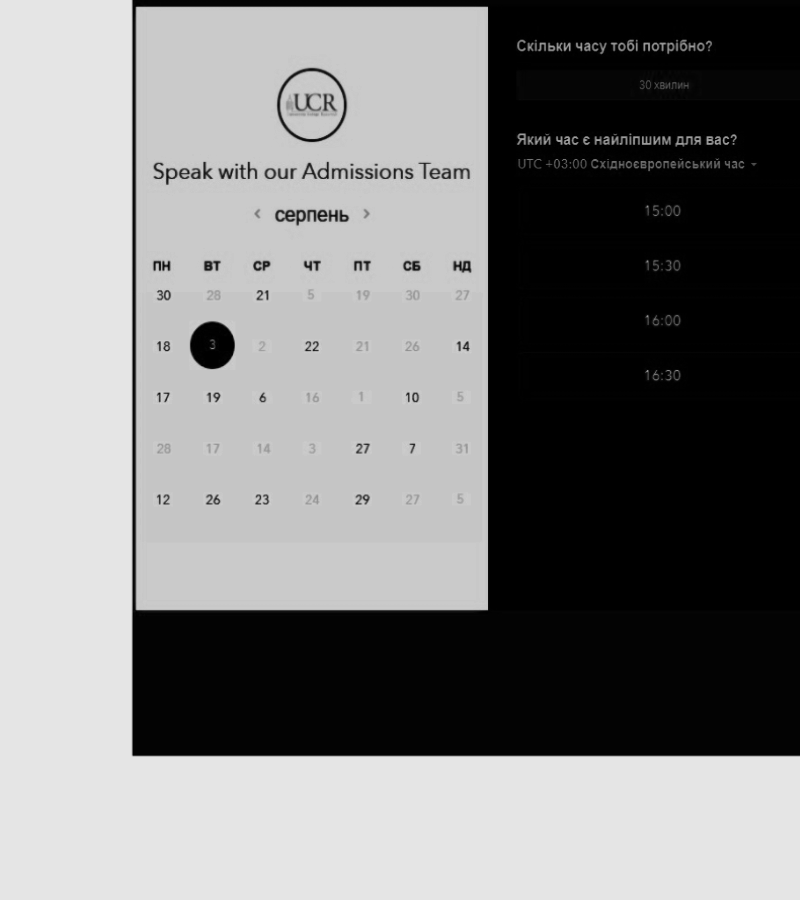 UCR
Speak with our Admissions Team
‹ серпень ›
ПН ВТ СР ЧТ ПТ СБ НД
30 28 21 5 19 30 27
18 3 2 22 21 26 14
17 19 6 16 1 10 5
28 17 14 3 27 7 31
12 26 23 24 29 27 5
Скільки часу тобі потрібно?
30 хвилин
Який час є найліпшим для вас?
UTC +03:00 Східноєвропейський час
15:00
15:30
16:00
16:30